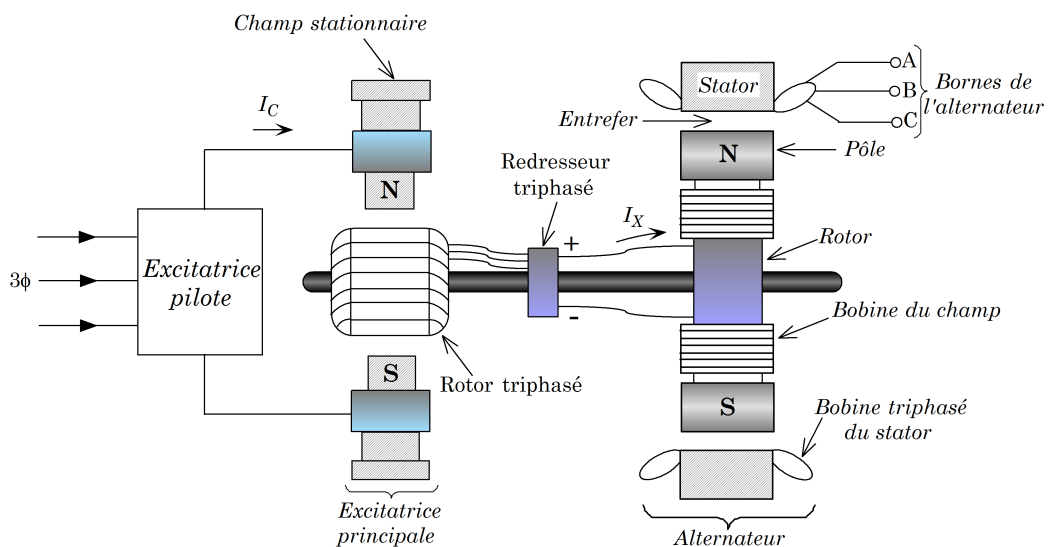 Champ stationnaire
I_C
N
3ϕ
Excitatrice
pilote
S
Rotor triphasé
Excitatrice
principale
Redresseur
triphasé
+
-
I_X
Stator
A
B
C
Bornes de
l'alternateur
Entrefer
N
Pôle
Rotor
Bobine du champ
S
Bobine triphasé
du stator
Alternateur